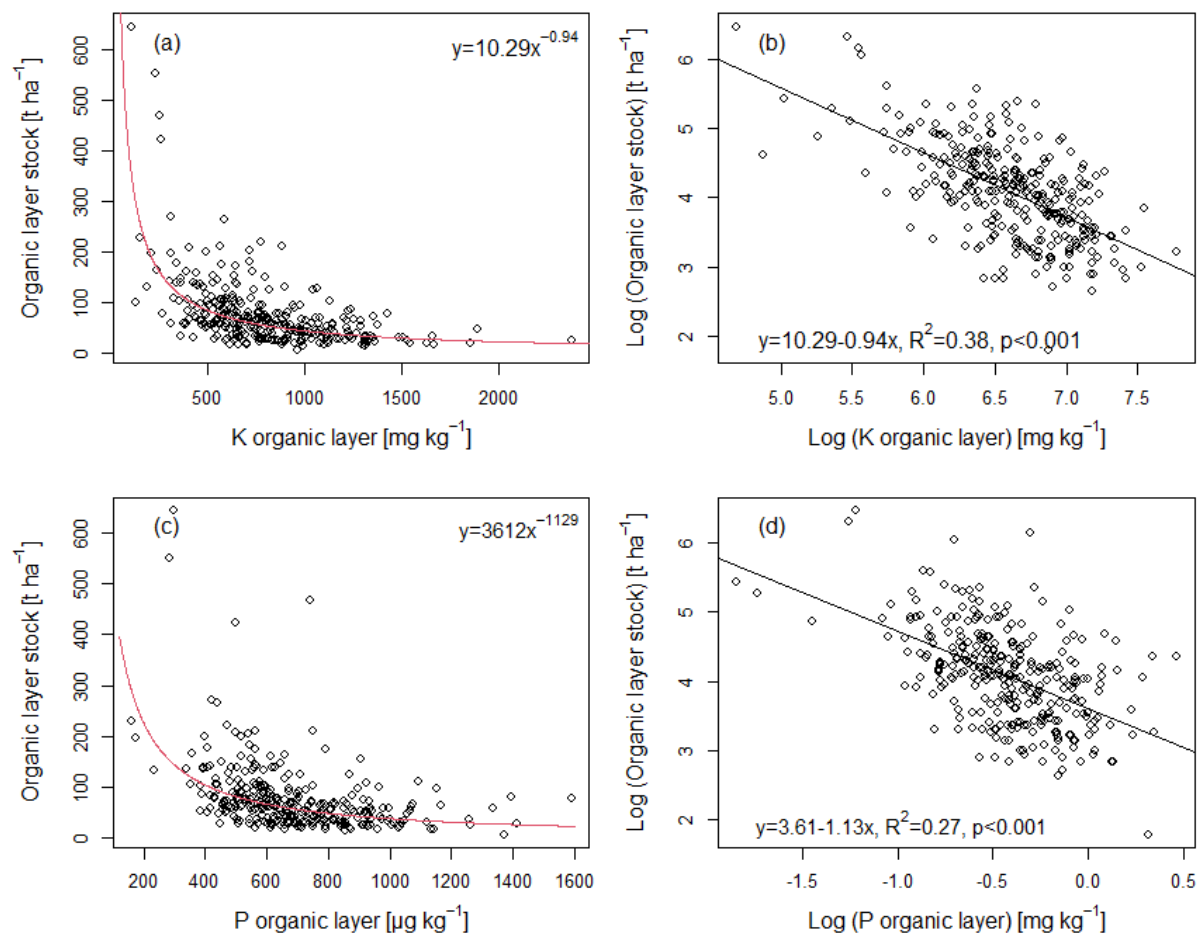 (a)
y=10.29x⁻⁰·⁹⁴
Organic layer stock [t ha⁻¹]
0 100 200 300 400 500 600
500 1000 1500 2000
K organic layer [mg kg⁻¹]
(b)
Log (Organic layer stock) [t ha⁻¹]
2 3 4 5 6
y=10.29-0.94x, R²=0.38, p<0.001
5.0 5.5 6.0 6.5 7.0 7.5
Log (K organic layer) [mg kg⁻¹]
(c)
y=3612x⁻¹¹²⁹
Organic layer stock [t ha⁻¹]
0 100 200 300 400 500 600
200 400 600 800 1000 1200 1400 1600
P organic layer [µg kg⁻¹]
(d)
Log (Organic layer stock) [t ha⁻¹]
2 3 4 5 6
y=3.61-1.13x, R²=0.27, p<0.001
-1.5 -1.0 -0.5 0.0 0.5
Log (P organic layer) [mg kg⁻¹]